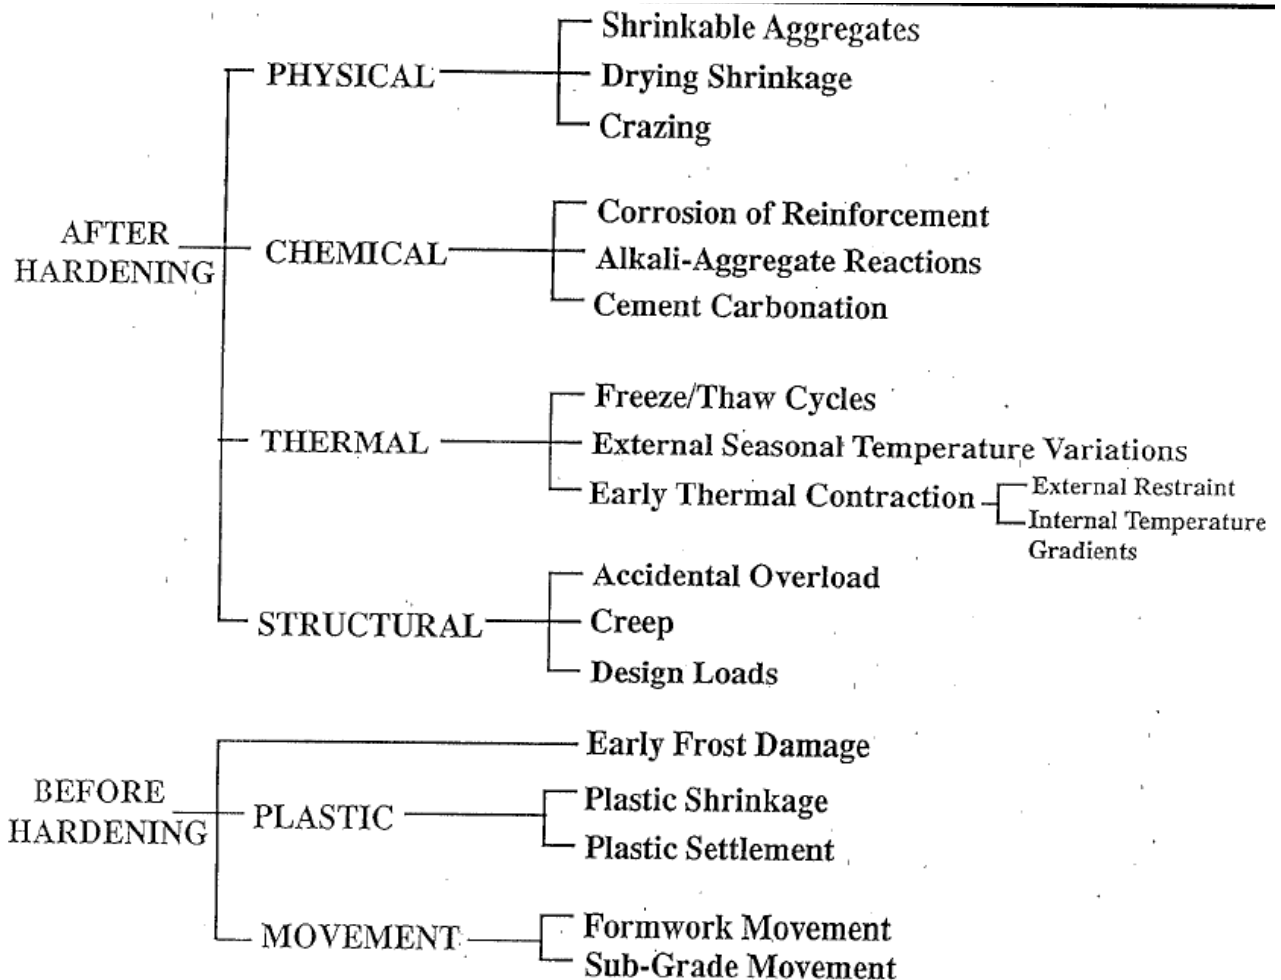 Shrinkable Aggregates
PHYSICAL
Drying Shrinkage
Crazing
AFTER
HARDENING
CHEMICAL
Corrosion of Reinforcement
Alkali-Aggregate Reactions
Cement Carbonation
THERMAL
Freeze/Thaw Cycles
External Seasonal Temperature Variations
Early Thermal Contraction
External Restraint
Internal Temperature
Gradients
STRUCTURAL
Accidental Overload
Creep
Design Loads
BEFORE
HARDENING
Early Frost Damage
PLASTIC
Plastic Shrinkage
Plastic Settlement
MOVEMENT
Formwork Movement
Sub-Grade Movement